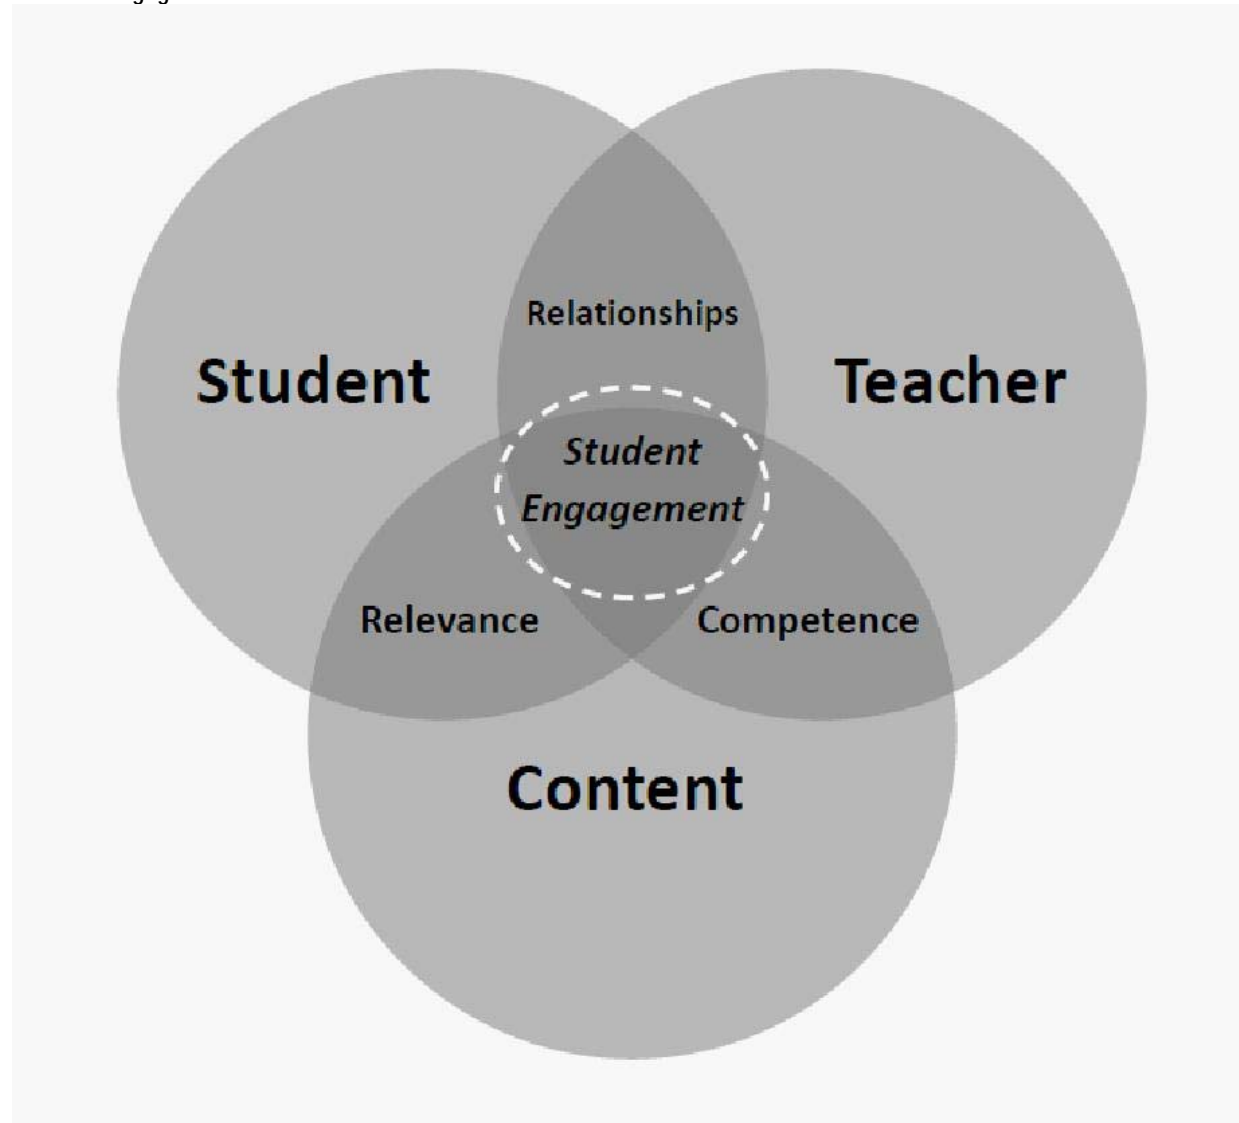 Relationships
Student
Teacher
Student
Engagement
Relevance
Competence
Content